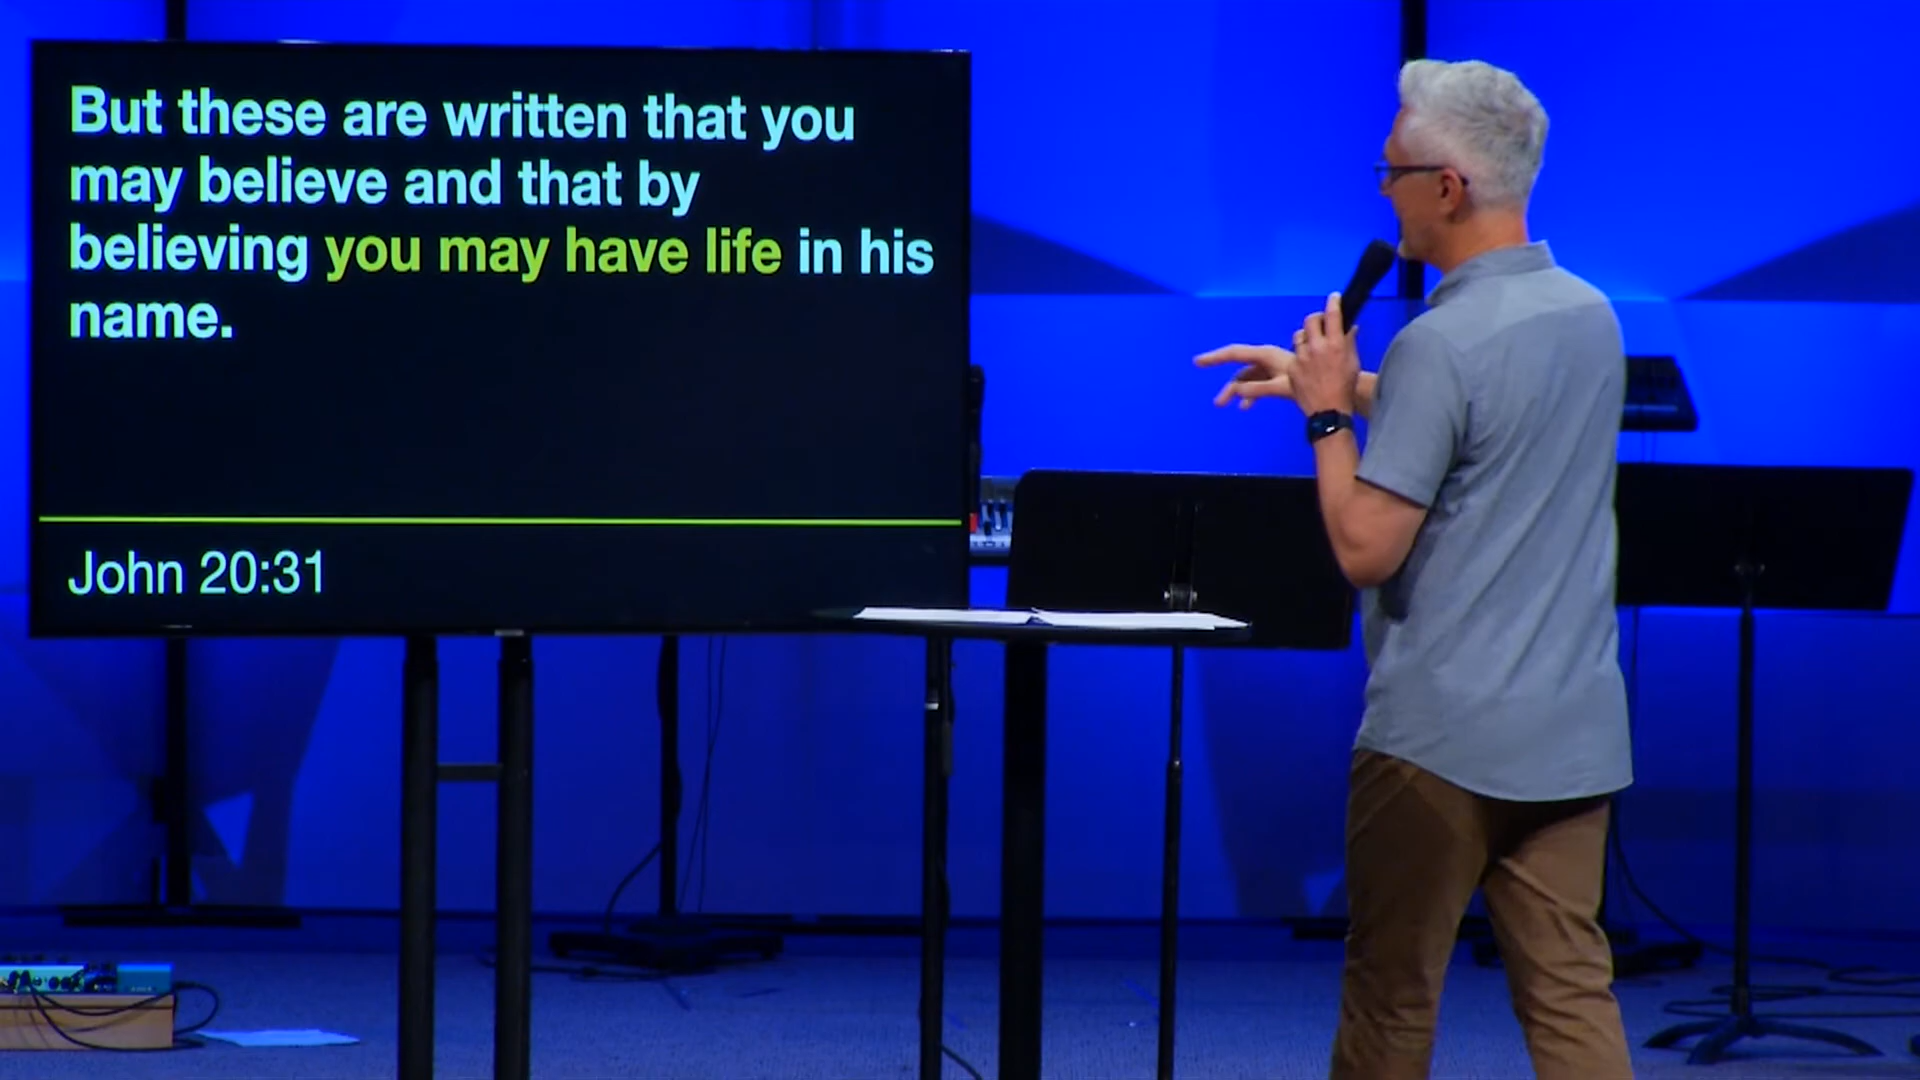 But these are written that you
may believe and that by
believing you may have life in his
name.
John 20:31